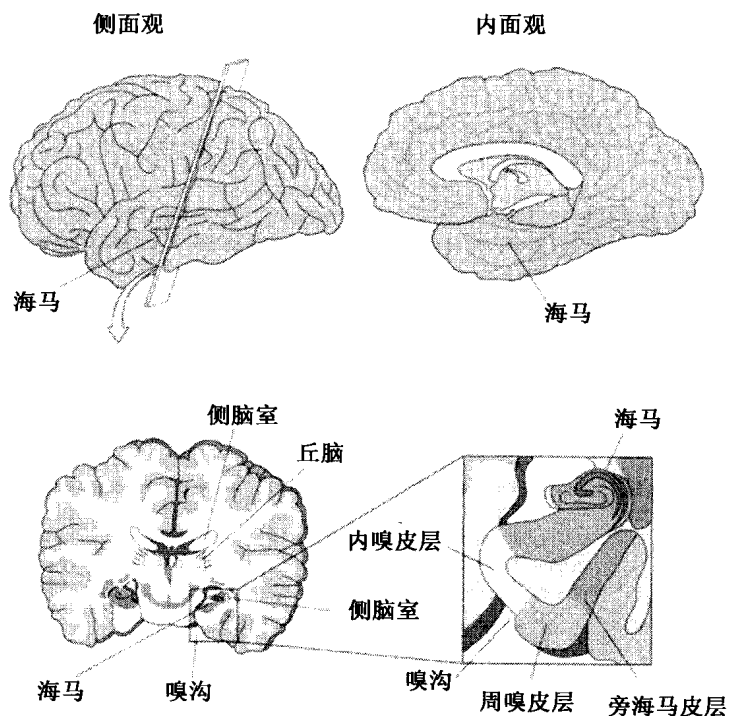 侧面观
内面观
海马
海马
侧脑室
丘脑
海马
内嗅皮层
侧脑室
海马
嗅沟
嗅沟
周嗅皮层
旁海马皮层